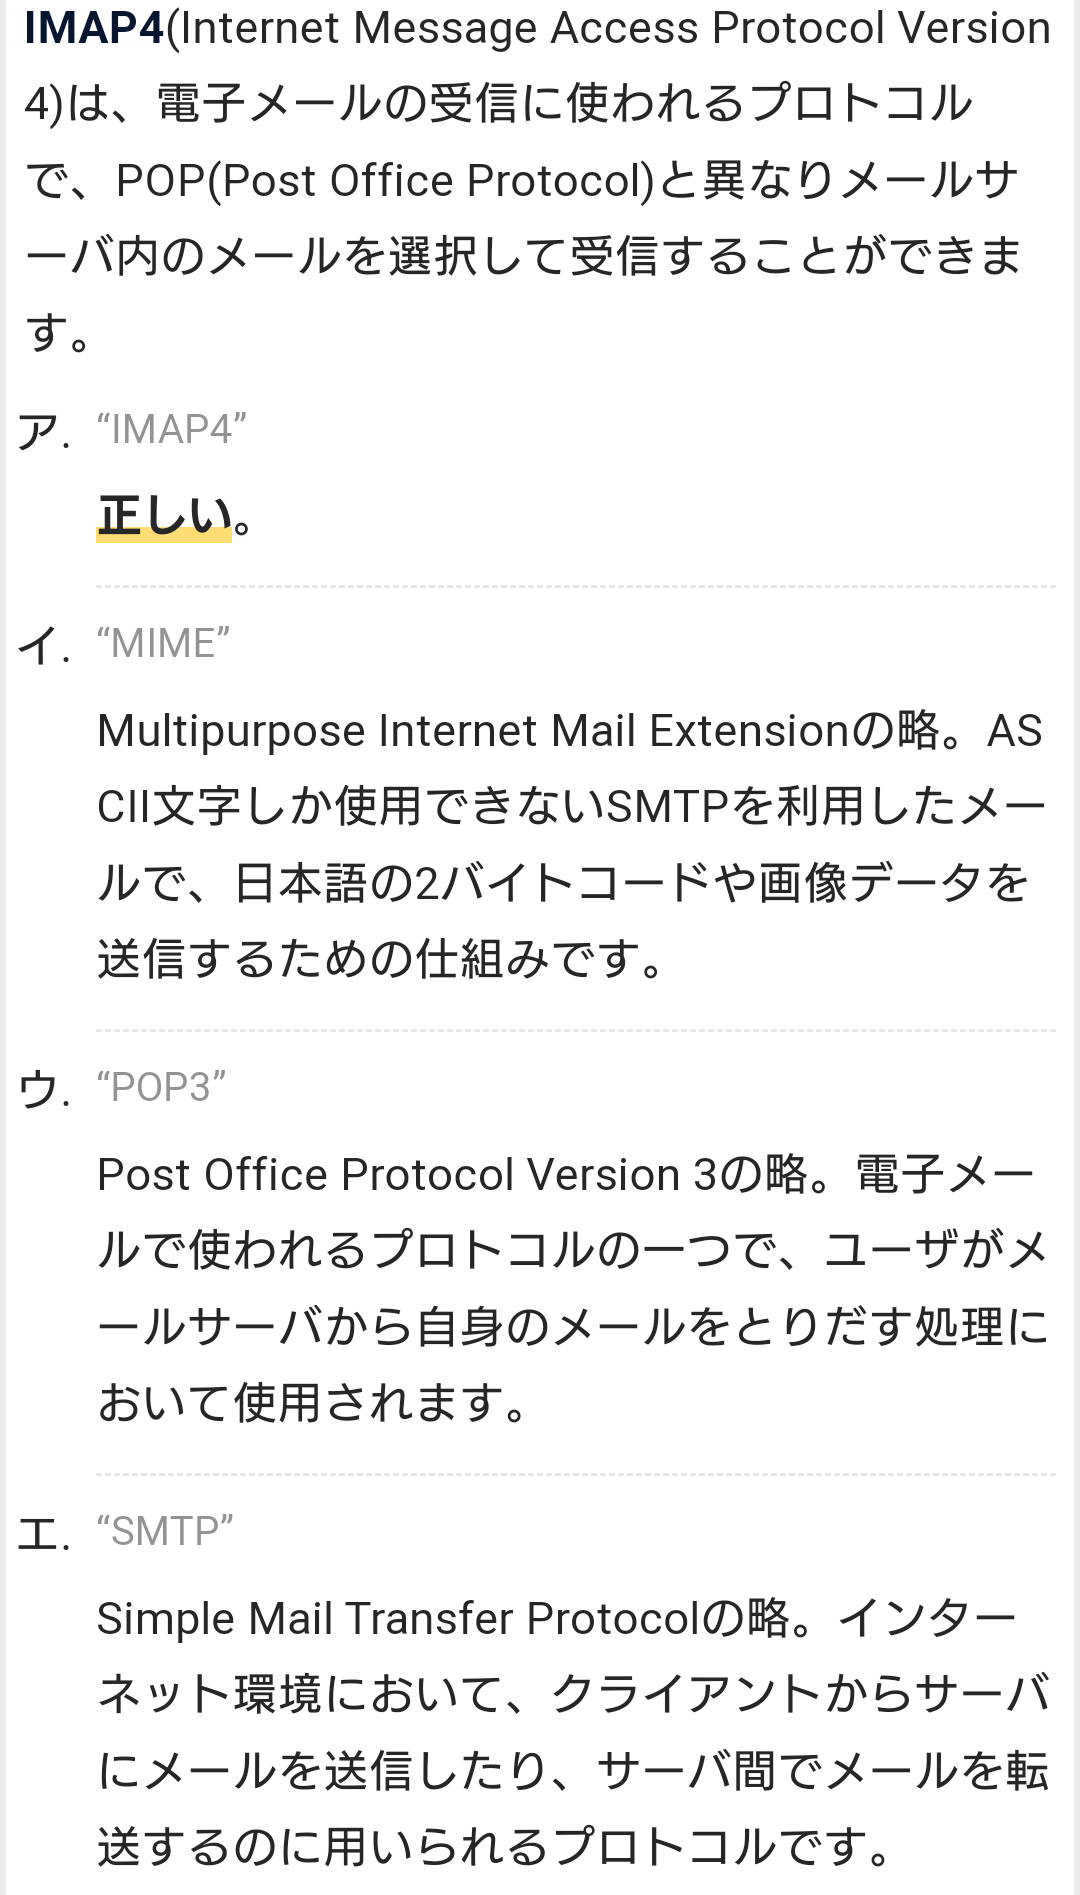 IMAP4(Internet Message Access Protocol Version
4)は、電子メールの受信に使われるプロトコル
で、POP(Post Office Protocol)と異なりメールサ
ーバ内のメールを選択して受信することができま
す。
ア. “IMAP4”
正しい。
イ. “MIME”
Multipurpose Internet Mail Extensionの略。AS
CII文字しか使用できないSMTPを利用したメー
ルで、日本語の2バイトコードや画像データを
送信するための仕組みです。
ウ. “POP3”
Post Office Protocol Version 3の略。電子メー
ルで使われるプロトコルの一つで、ユーザがメ
ールサーバから自身のメールをとりだす処理に
おいて使用されます。
エ. “SMTP”
Simple Mail Transfer Protocolの略。インター
ネット環境において、クライアントからサーバ
にメールを送信したり、サーバ間でメールを転
送するのに用いられるプロトコルです。